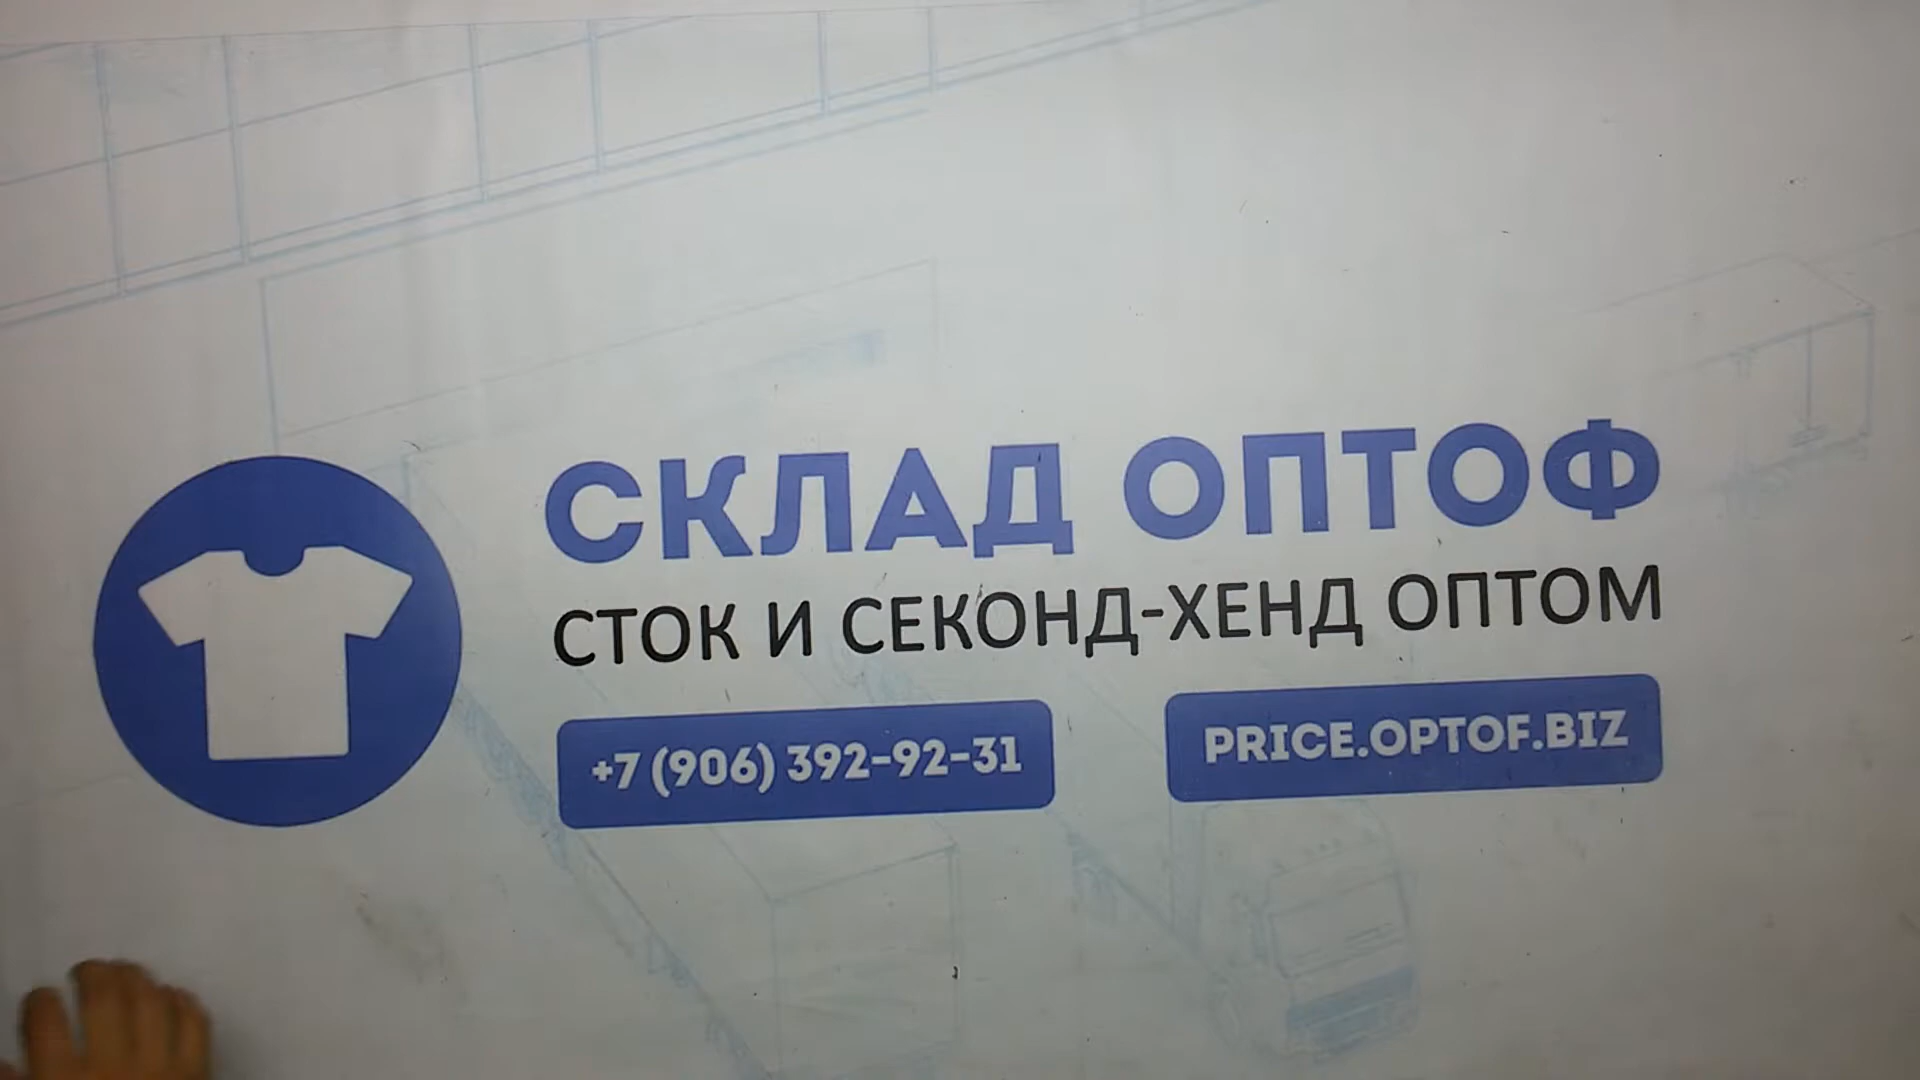 СКЛАД ОПТОФ
СТОК И СЕКОНД-ХЕНД ОПТОМ
+7 (906) 392-92-31
PRICE.OPTOF.BIZ